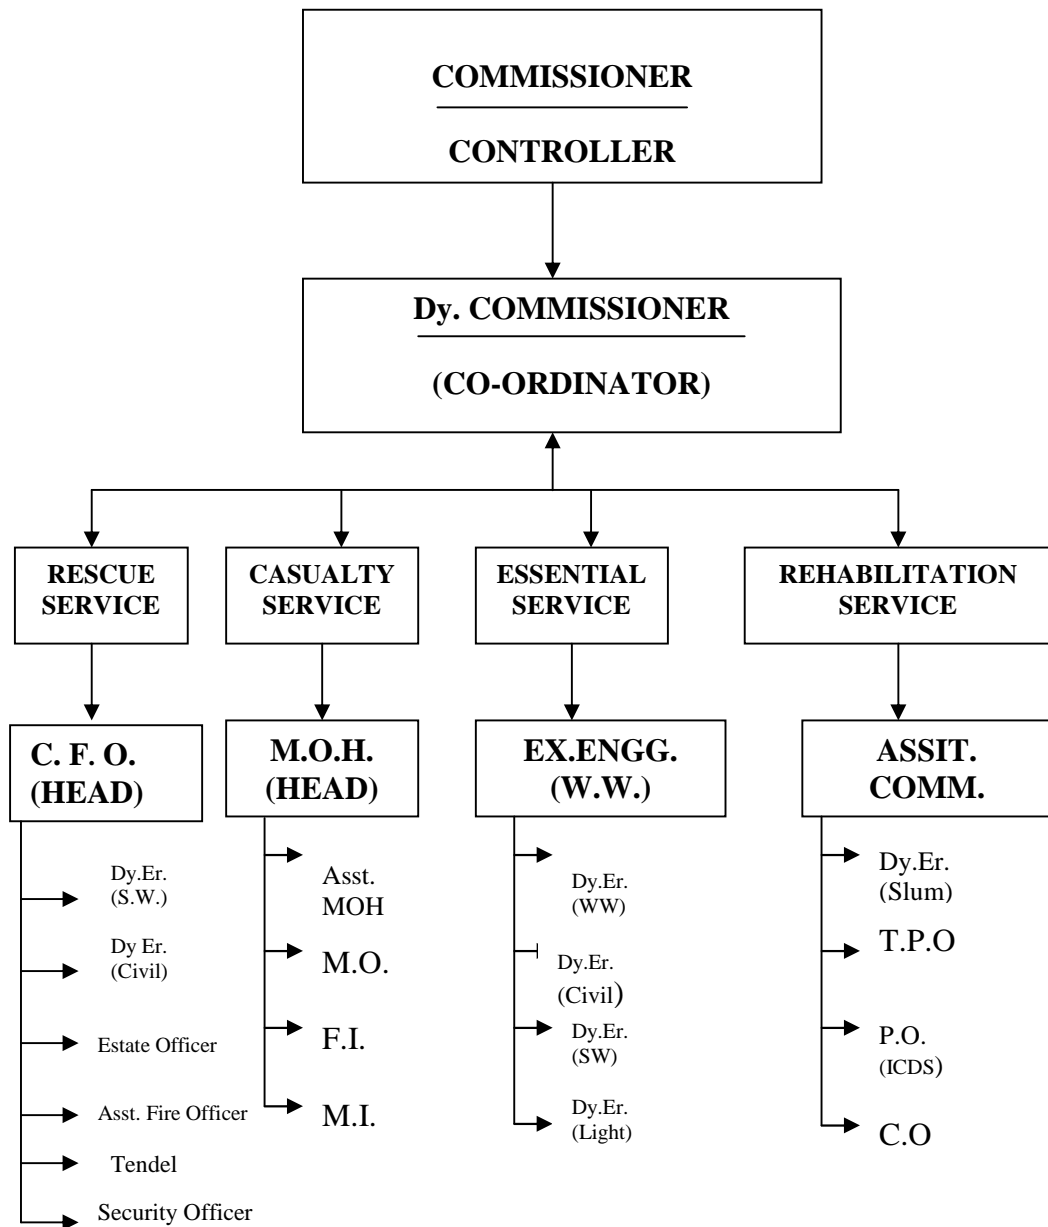 COMMISSIONER
CONTROLLER
Dy. COMMISSIONER
(CO-ORDINATOR)
RESCUE
SERVICE
CASUALTY
SERVICE
ESSENTIAL
SERVICE
REHABILITATION
SERVICE
C. F. O.
(HEAD)
M.O.H.
(HEAD)
EX.ENGG.
(W.W.)
ASSIT.
COMM.
Dy.Er.
(S.W.)
Dy Er.
(Civil)
Estate Officer
Asst. Fire Officer
Tendel
Security Officer
Asst.
MOH
M.O.
F.I.
M.I.
Dy.Er.
(WW)
Dy.Er.
(Civil)
Dy.Er.
(SW)
Dy.Er.
(Light)
Dy.Er.
(Slum)
T.P.O
P.O.
(ICDS)
C.O